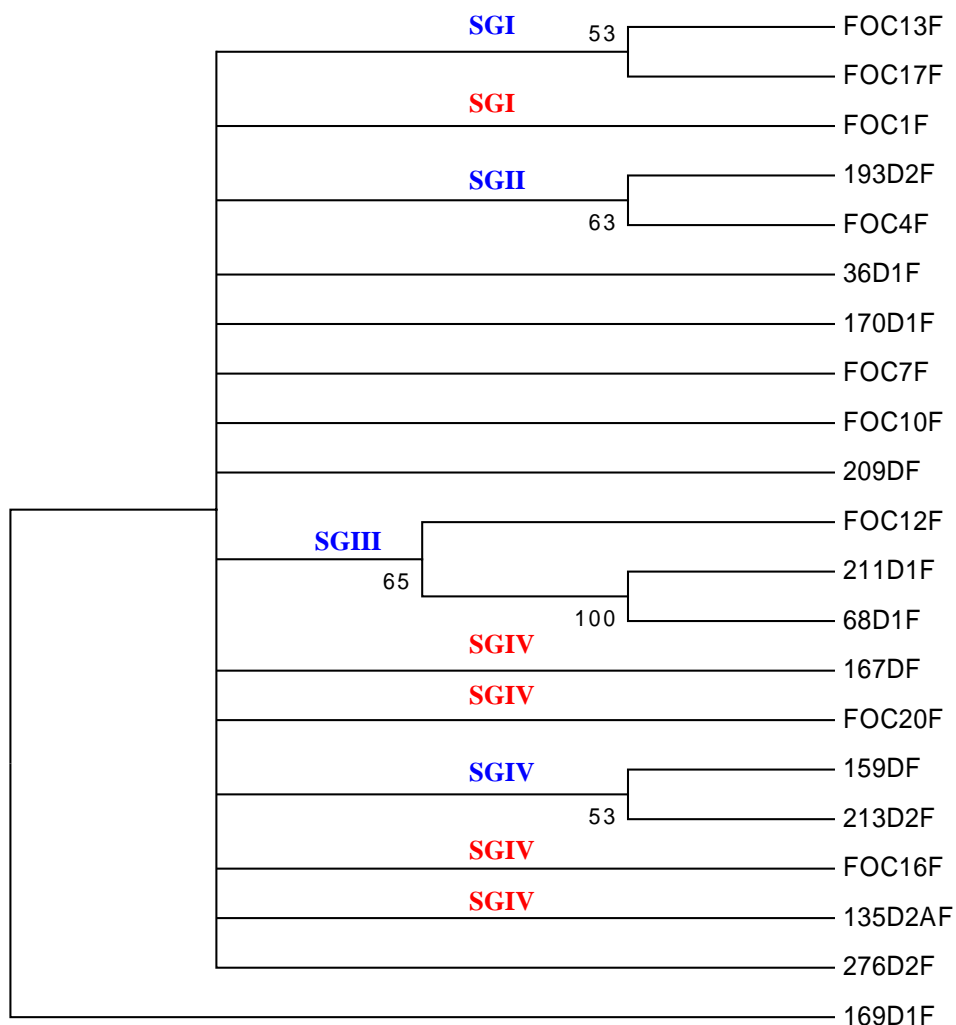 SGI
53
FOC13F
FOC17F
SGI
FOC1F
SGII
193D2F
63
FOC4F
36D1F
170D1F
FOC7F
FOC10F
209DF
FOC12F
SGIII
65
211D1F
100
68D1F
SGIV
167DF
SGIV
FOC20F
159DF
SGIV
53
213D2F
SGIV
FOC16F
SGIV
135D2AF
276D2F
169D1F